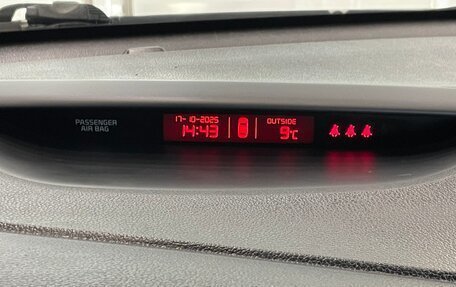 PASSENGER
AIR BAG
17-10-2025
14:43
OUTSIDE
9°C